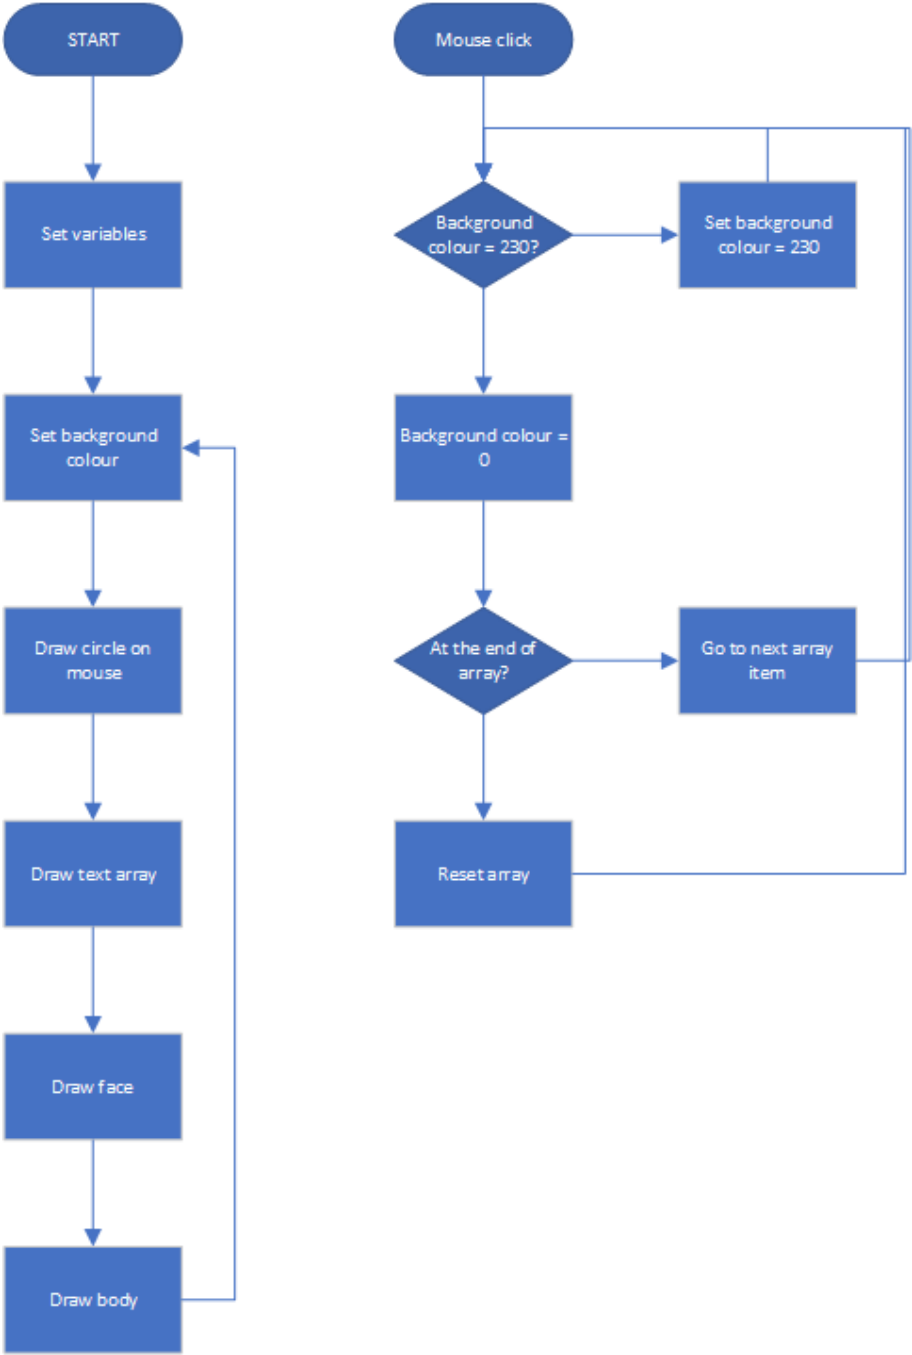 START
Set variables
Set background
colour
Draw circle on
mouse
Draw text array
Draw face
Draw body
Mouse click
Background
colour = 230?
Set background
colour = 230
Background colour =
0
At the end of
array?
Go to next array
item
Reset array